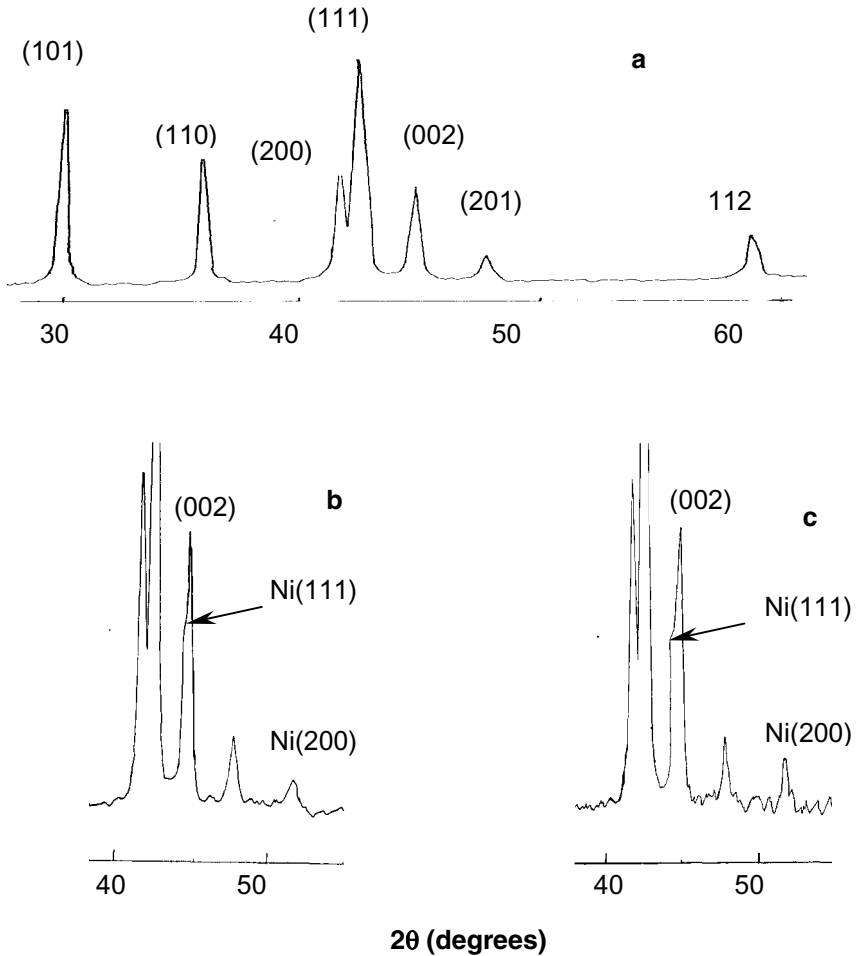 (111)
(101)
a
(110)
(200)
(002)
(201)
112
30
40
50
60
b
(002)
Ni(111)
Ni(200)
40
50
c
(002)
Ni(111)
Ni(200)
40
50
2θ (degrees)